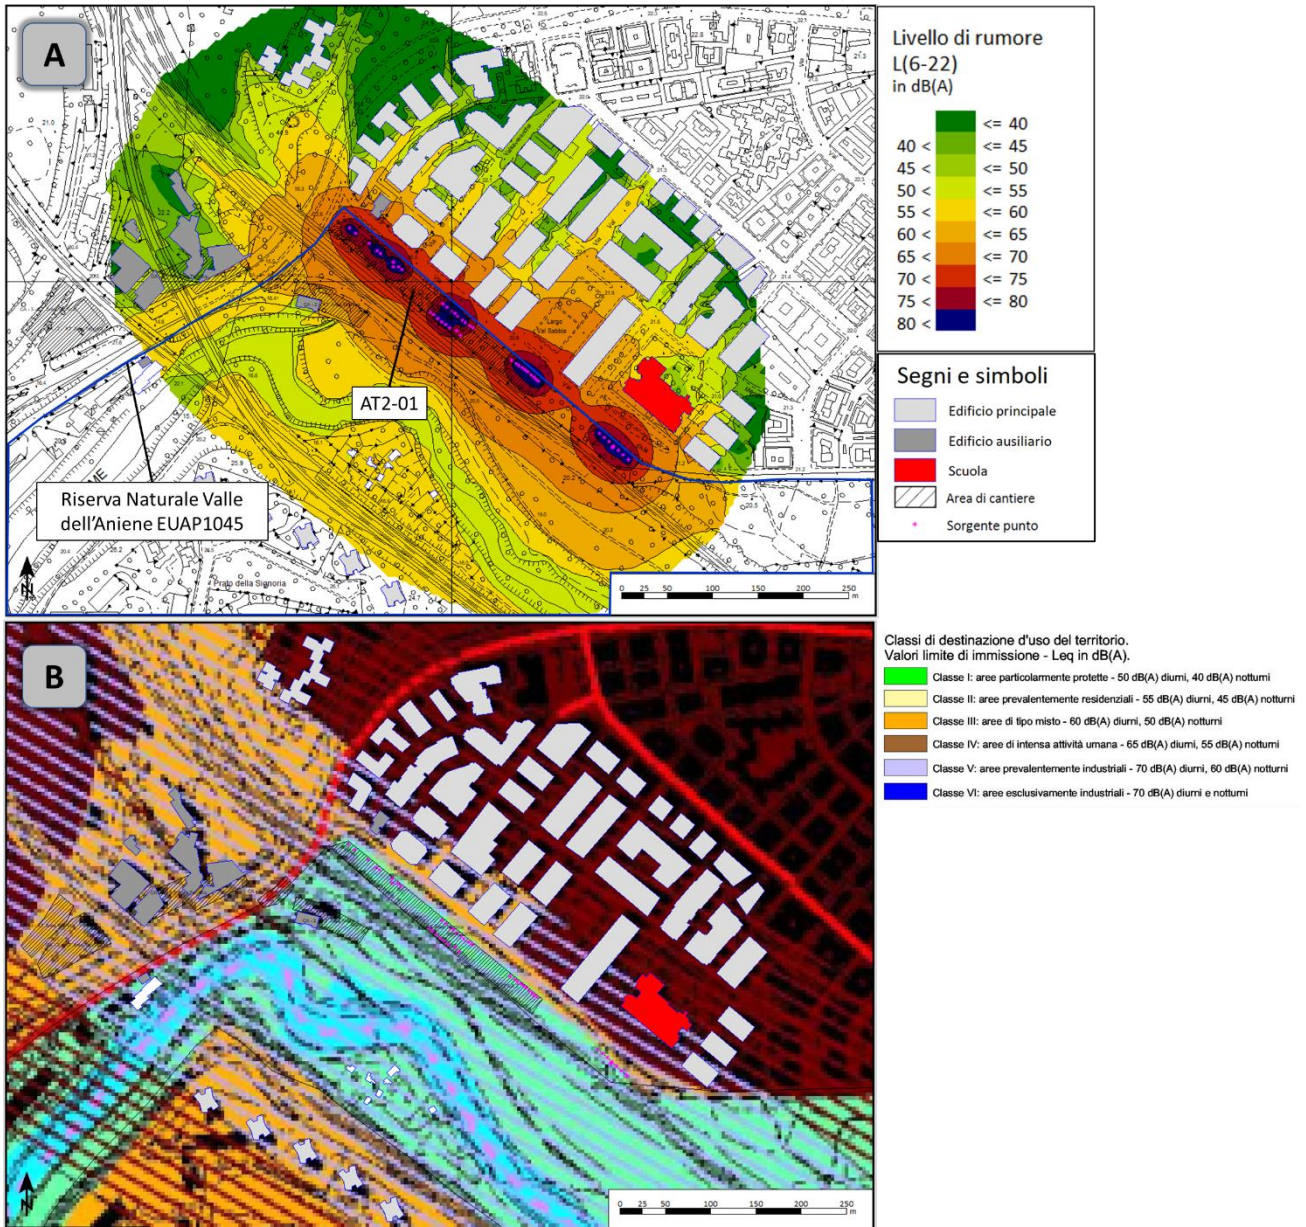 A
AT2-01
Riserva Naturale Valle
dell'Aniene EUAP1045
Largo
Val Sabbia
Prato della Signoria
N
0 25 50 100 150 200 250
m
Livello di rumore
L(6-22)
in dB(A)
<= 40
40 < <= 45
45 < <= 50
50 < <= 55
55 < <= 60
60 < <= 65
65 < <= 70
70 < <= 75
75 < <= 80
80 <
Segni e simboli
Edificio principale
Edificio ausiliario
Scuola
Area di cantiere
Sorgente punto
B
N
0 25 50 100 150 200 250
m
Classi di destinazione d'uso del territorio.
Valori limite di immissione - Leq in dB(A).
Classe I: aree particolarmente protette - 50 dB(A) diurni, 40 dB(A) notturni
Classe II: aree prevalentemente residenziali - 55 dB(A) diurni, 45 dB(A) notturni
Classe III: aree di tipo misto - 60 dB(A) diurni, 50 dB(A) notturni
Classe IV: aree di intensa attività umana - 65 dB(A) diurni, 55 dB(A) notturni
Classe V: aree prevalentemente industriali - 70 dB(A) diurni, 60 dB(A) notturni
Classe VI: aree esclusivamente industriali - 70 dB(A) diurni e notturni